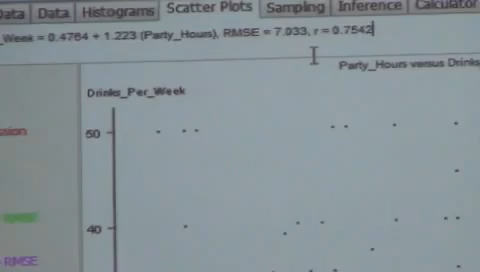 Data Data Histograms Scatter Plots Sampling Inference Calculator
_Week = 0.4764 + 1.223 (Party_Hours), RMSE = 7.033, r = 0.7542
Party_Hours versus Drinks
Drinks_Per_Week
ssion
50
40
- RMSE